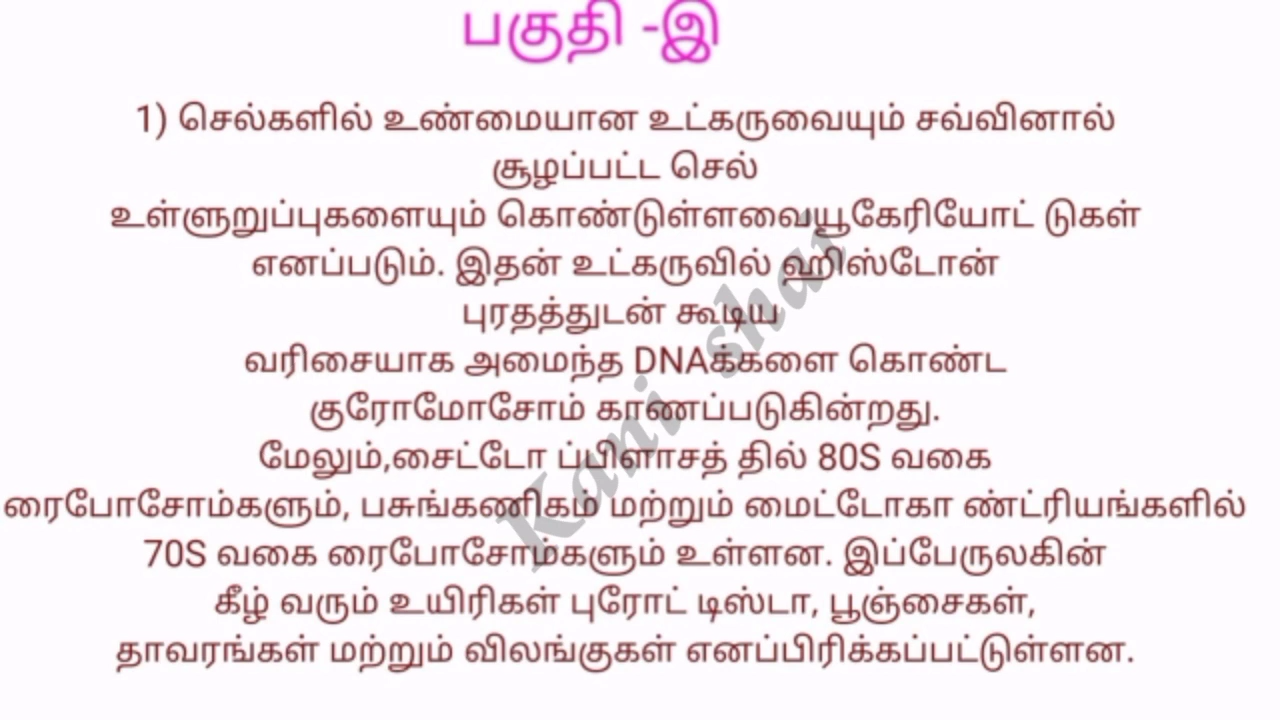 பகுதி -இ
1) செல்களில் உண்மையான உட்கருவையும் சவ்வினால்
சூழப்பட்ட செல்
உள்ளுறுப்புகளையும் கொண்டுள்ளவையூகேரியோட் டுகள்
எனப்படும். இதன் உட்கருவில் ஹிஸ்டோன்
புரதத்துடன் கூடிய
வரிசையாக அமைந்த DNAக்களை கொண்ட
குரோமோசோம் காணப்படுகின்றது.
மேலும்,சைட்டோ ப்பிளாசத் தில் 80S வகை
ரைபோசோம்களும், பசுங்கணிகம் மற்றும் மைட்டோகா ண்ட்ரியங்களில்
70S வகை ரைபோசோம்களும் உள்ளன. இப்பேருலகின்
கீழ் வரும் உயிரிகள் புரோட் டிஸ்டா, பூஞ்சைகள்,
தாவரங்கள் மற்றும் விலங்குகள் எனப்பிரிக்கப்பட்டுள்ளன.
Kani shai